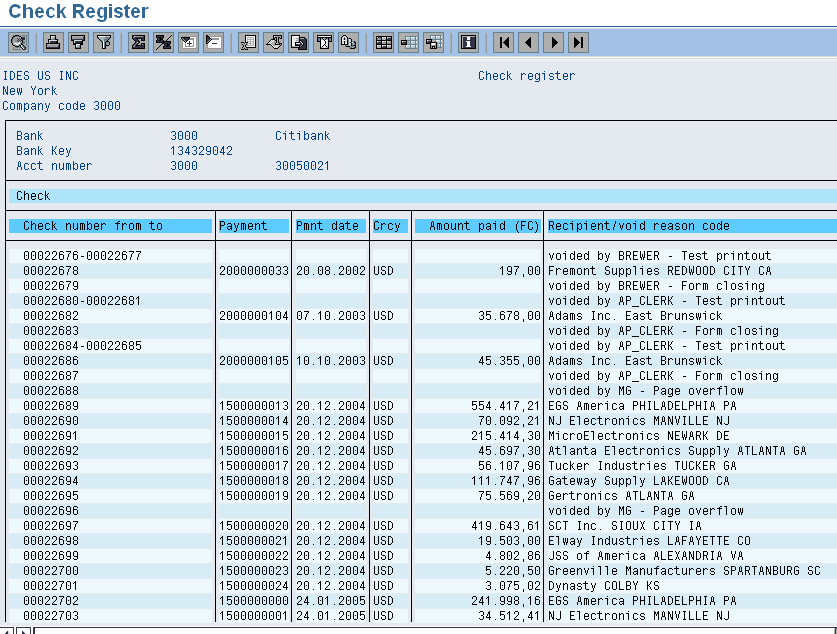 Check Register
IDES US INC Check register
New York
Company code 3000
Bank 3000 Citibank
Bank Key 134329042
Acct number 3000 30050021
Check
Check number from to Payment Pmnt date Crcy Amount paid (FC) Recipient/void reason code
00022676-00022677 voided by BREWER - Test printout
00022678 2000000033 20.08.2002 USD 197,00 Fremont Supplies REDWOOD CITY CA
00022679 voided by BREWER - Form closing
00022680-00022681 voided by AP_CLERK - Test printout
00022682 2000000104 07.10.2003 USD 35.678,00 Adams Inc. East Brunswick
00022683 voided by AP_CLERK - Form closing
00022684-00022685 voided by AP_CLERK - Test printout
00022686 2000000105 10.10.2003 USD 45.355,00 Adams Inc. East Brunswick
00022687 voided by AP_CLERK - Form closing
00022688 voided by MG - Page overflow
00022689 1500000013 20.12.2004 USD 554.417,21 EGS America PHILADELPHIA PA
00022690 1500000014 20.12.2004 USD 70.092,21 NJ Electronics MANVILLE NJ
00022691 1500000015 20.12.2004 USD 215.414,30 MicroElectronics NEWARK DE
00022692 1500000016 20.12.2004 USD 45.697,30 Atlanta Electronics Supply ATLANTA GA
00022693 1500000017 20.12.2004 USD 56.107,96 Tucker Industries TUCKER GA
00022694 1500000018 20.12.2004 USD 111.747,96 Gateway Supply LAKEWOOD CA
00022695 1500000019 20.12.2004 USD 75.569,20 Gertronics ATLANTA GA
00022696 voided by MG - Page overflow
00022697 1500000020 20.12.2004 USD 419.643,61 SCT Inc. SIOUX CITY IA
00022698 1500000021 20.12.2004 USD 19.503,00 Elway Industries LAFAYETTE CO
00022699 1500000022 20.12.2004 USD 4.802,86 JSS of America ALEXANDRIA VA
00022700 1500000023 20.12.2004 USD 5.220,50 Greenville Manufacturers SPARTANBURG SC
00022701 1500000024 20.12.2004 USD 3.075,02 Dynasty COLBY KS
00022702 1500000000 24.01.2005 USD 241.998,16 EGS America PHILADELPHIA PA
00022703 1500000001 24.01.2005 USD 34.512,41 NJ Electronics MANVILLE NJ